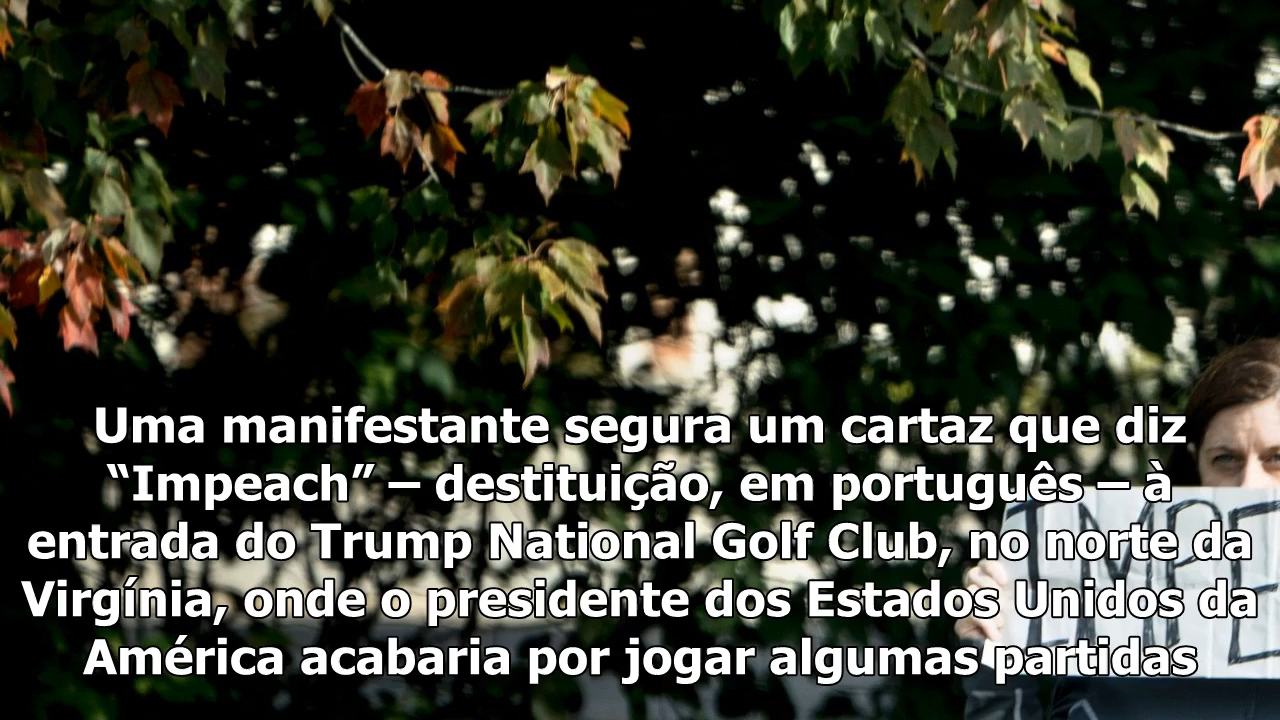 Uma manifestante segura um cartaz que diz
“Impeach” – destituição, em português – à
entrada do Trump National Golf Club, no norte da
Virgínia, onde o presidente dos Estados Unidos da
América acabaria por jogar algumas partidas
IMPE